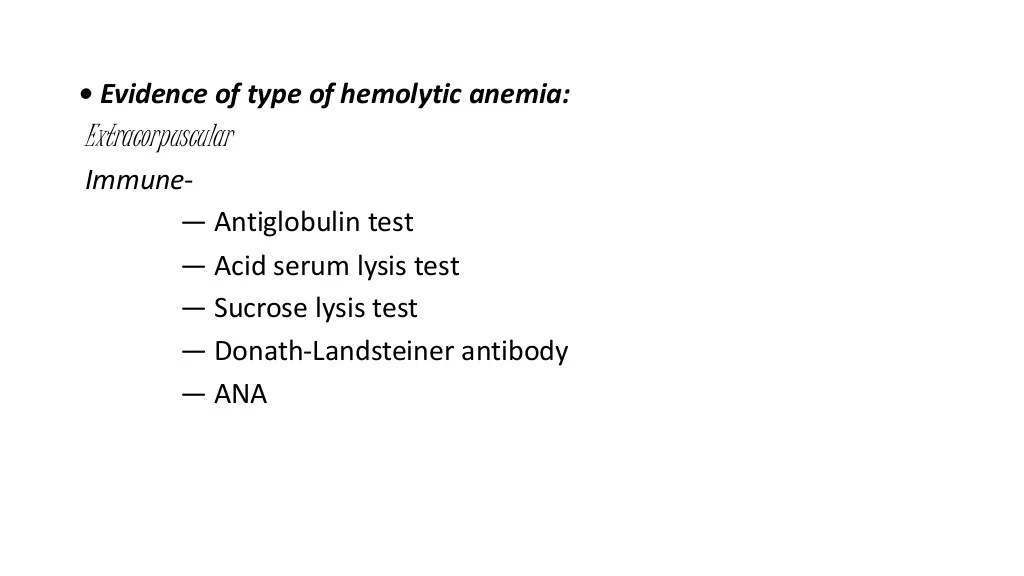 • Evidence of type of hemolytic anemia:
Extracorpuscular
Immune-
— Antiglobulin test
— Acid serum lysis test
— Sucrose lysis test
— Donath-Landsteiner antibody
— ANA